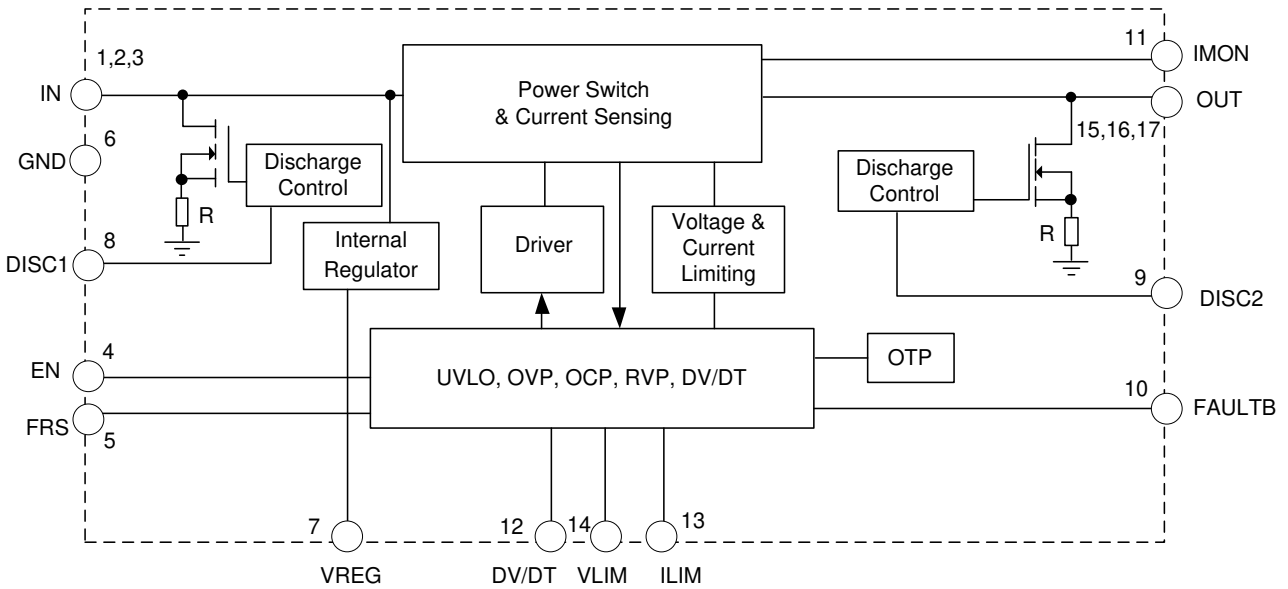 1,2,3
IN
6
GND
8
DISC1
4
EN
FRS
5
Discharge
Control
R
Internal
Regulator
Power Switch
& Current Sensing
Driver
Voltage &
Current
Limiting
UVLO, OVP, OCP, RVP, DV/DT
OTP
Discharge
Control
R
11
IMON
OUT
15,16,17
9
DISC2
10
FAULTB
7
VREG
12
DV/DT
14
VLIM
13
ILIM